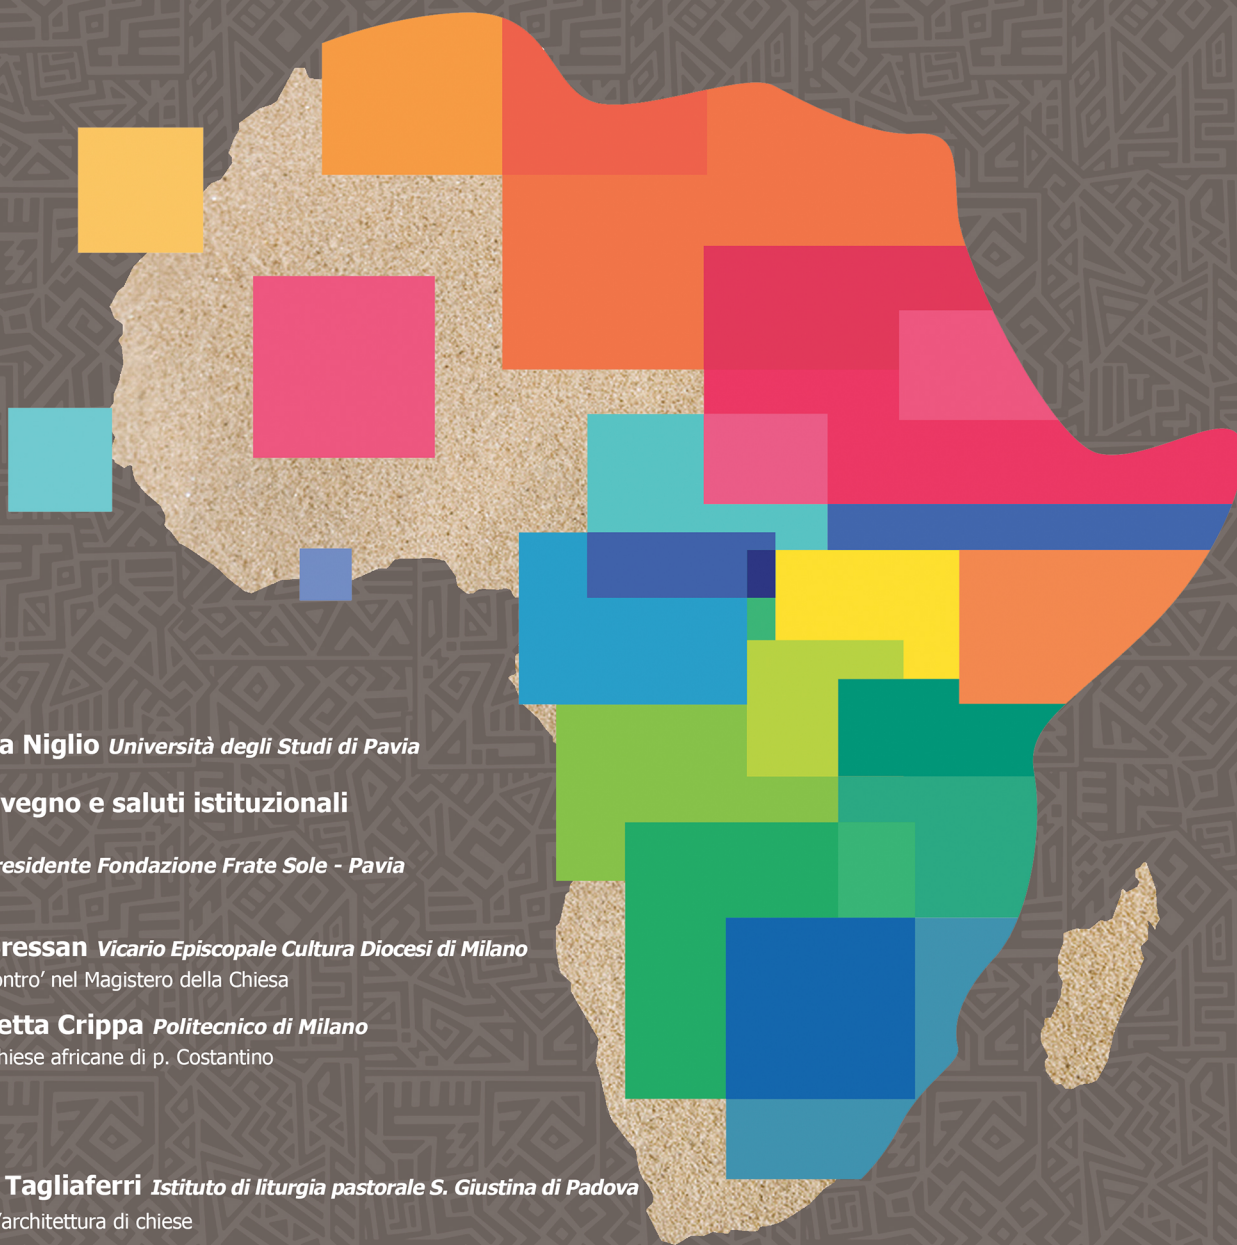 a Niglio Università degli Studi di Pavia
vegno e saluti istituzionali
residente Fondazione Frate Sole - Pavia
ressan Vicario Episcopale Cultura Diocesi di Milano
ontro’ nel Magistero della Chiesa
etta Crippa Politecnico di Milano
hiese africane di p. Costantino
Tagliaferri Istituto di liturgia pastorale S. Giustina di Padova
’architettura di chiese